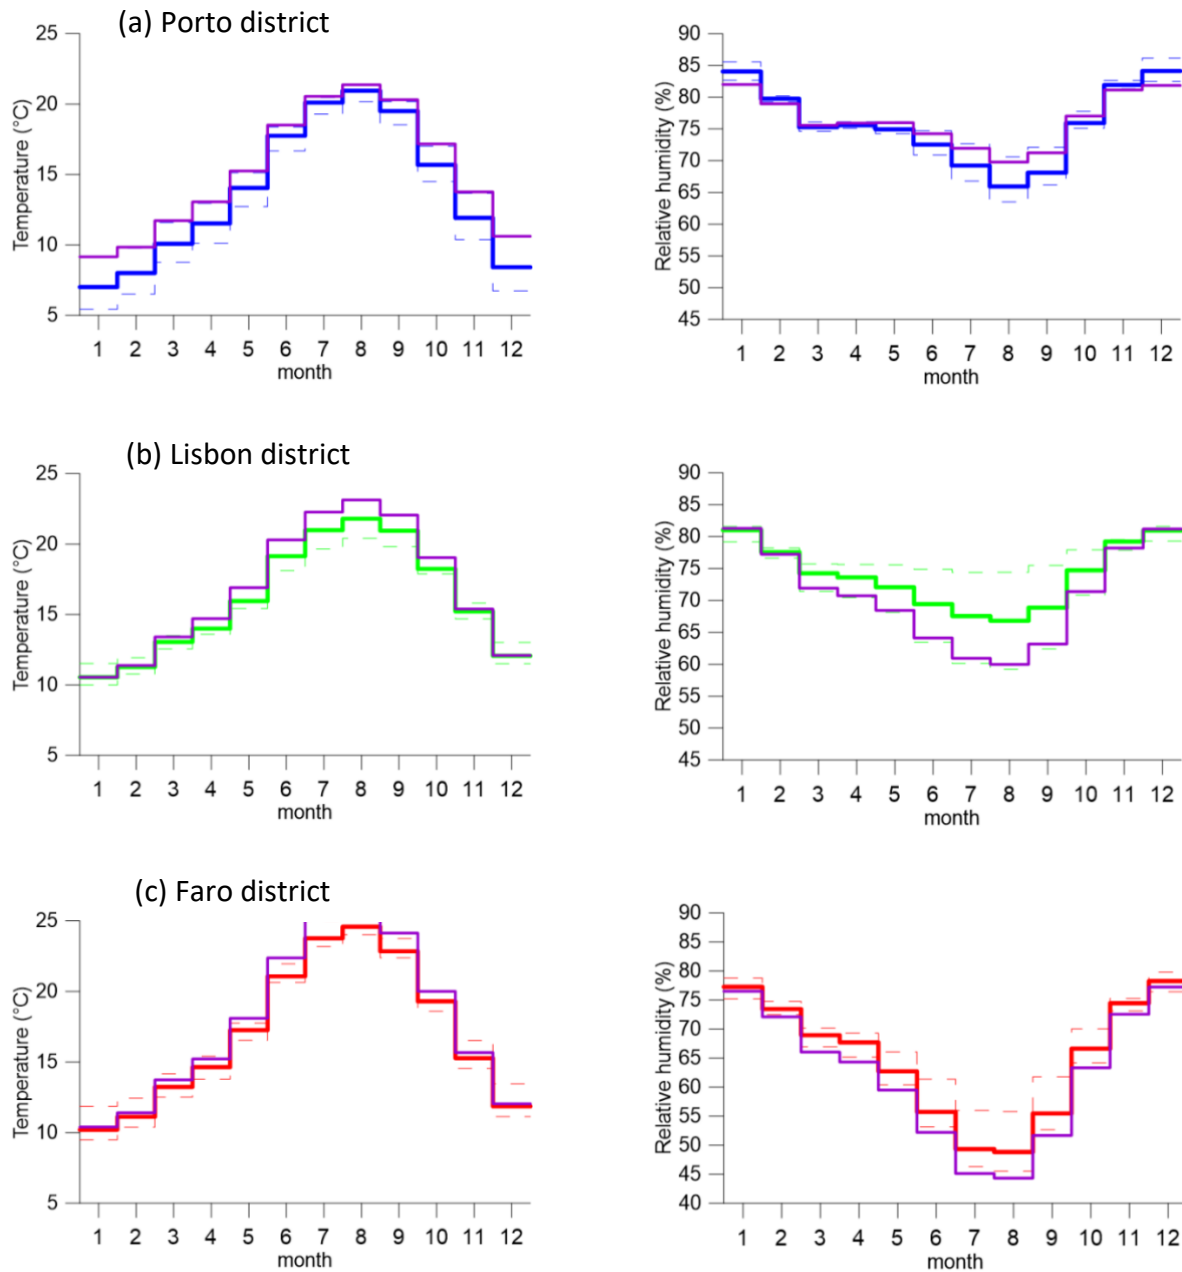 (a) Porto district
25
20
15
10
5
Temperature (°C)
1 2 3 4 5 6 7 8 9 10 11 12
month
90
85
80
75
70
65
60
55
50
45
Relative humidity (%)
1 2 3 4 5 6 7 8 9 10 11 12
month
(b) Lisbon district
25
20
15
10
5
Temperature (°C)
1 2 3 4 5 6 7 8 9 10 11 12
month
90
85
80
75
70
65
60
55
50
45
Relative humidity (%)
1 2 3 4 5 6 7 8 9 10 11 12
month
(c) Faro district
25
20
15
10
5
Temperature (°C)
1 2 3 4 5 6 7 8 9 10 11 12
month
90
85
80
75
70
65
60
55
50
45
40
Relative humidity (%)
1 2 3 4 5 6 7 8 9 10 11 12
month